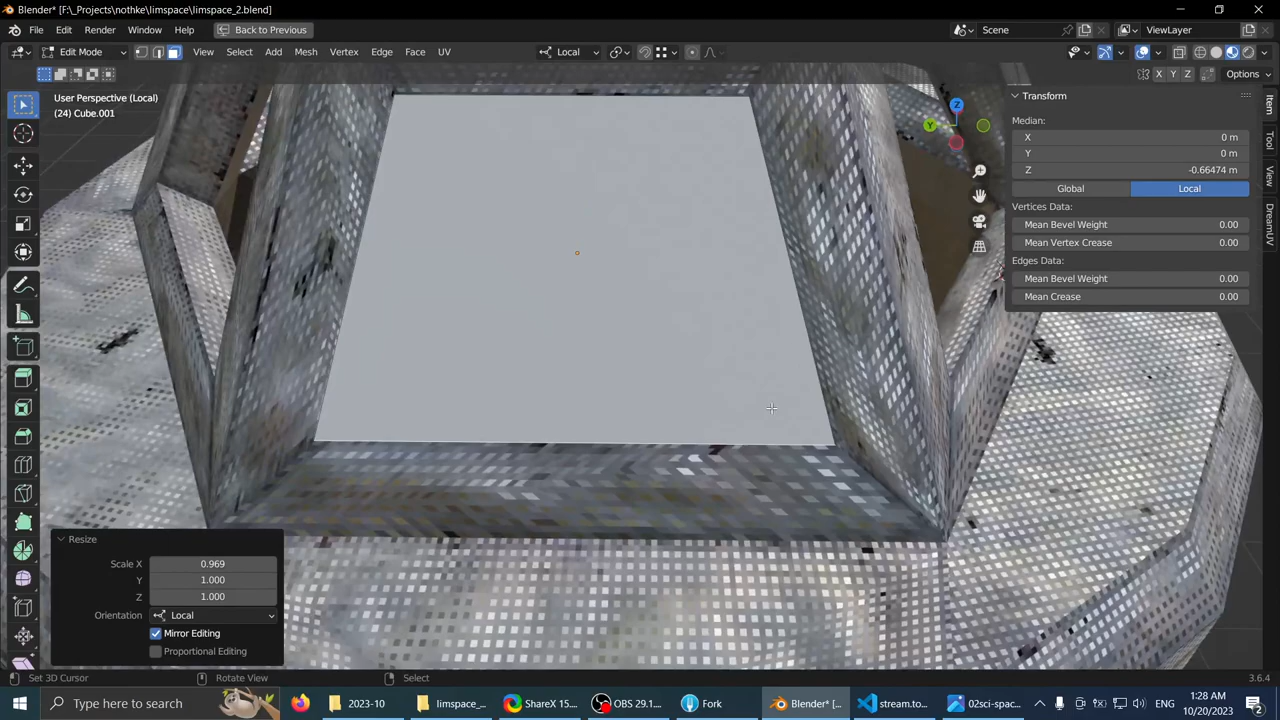 Blender* [F:\_Projects\nothke\limspace\limspace_2.blend]
File Edit Render Window Help Back to Previous Scene ViewLayer
Edit Mode View Select Add Mesh Vertex Edge Face UV Local
X Y Z Options
User Perspective (Local)
(24) Cube.001
Z
Y
Transform
Median:
X 0 m
Y 0 m
Z -0.66474 m
Global Local
Vertices Data:
Mean Bevel Weight 0.00
Mean Vertex Crease 0.00
Edges Data:
Mean Bevel Weight 0.00
Mean Crease 0.00
Item
Tool
View
DreamUV
Resize
Scale X 0.969
Y 1.000
Z 1.000
Orientation Local
Mirror Editing
Proportional Editing
Set 3D Cursor Rotate View Select 3.6.4
Type here to search 2023-10 limspace_... ShareX 15.... OBS 29.1.... Fork Blender* [... stream.to... 02sci-spac... ENG 1:28 AM
10/20/2023 2